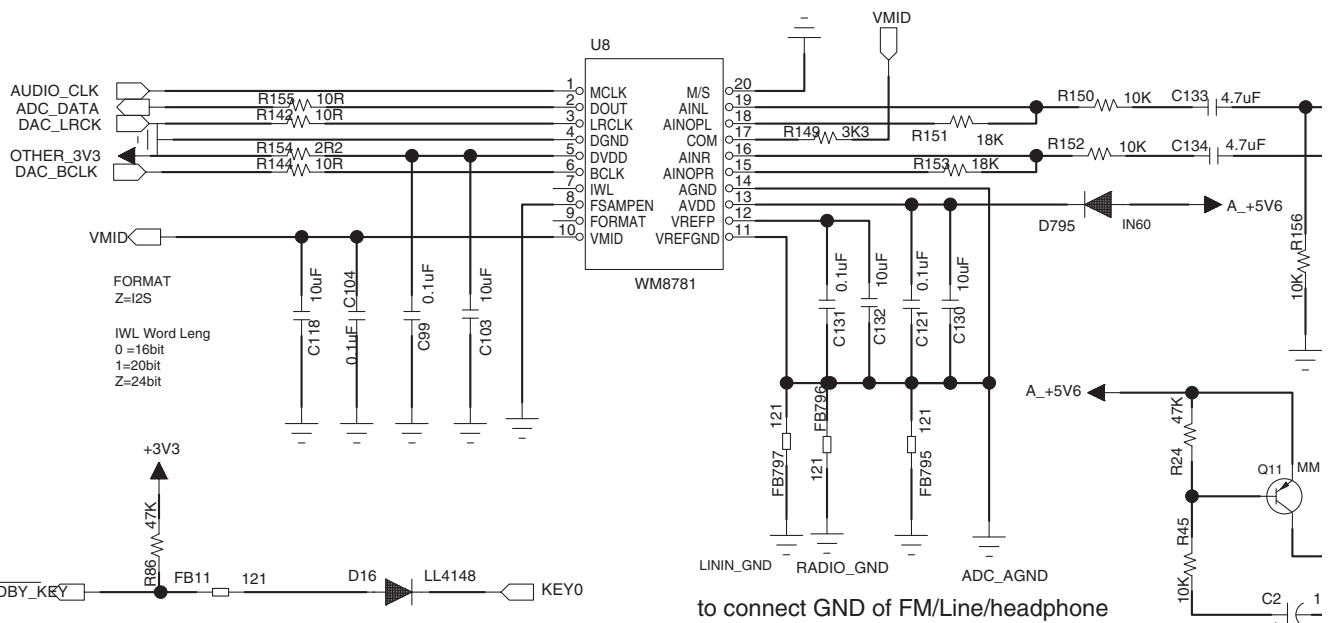 VMID
U8
AUDIO_CLK
R155 10R
1 MCLK M/S 20
ADC_DATA
2 DOUT AINL 19
R150 10K C133 4.7uF
DAC_LRCK
R142 10R
3 LRCLK AINOPL 18
R151 18K
4 DGND COM 17
R149 3K3
OTHER_3V3
R154 2R2
5 DVDD AINR 16
R152 10K C134 4.7uF
DAC_BCLK
R144 10R
6 BCLK AINOPR 15
R153 18K
7 IWL AGND 14
8 FSAMPEN AVDD 13
D795 IN60 A_+5V6
9 FORMAT VREFP 12
VMID
10 VMID VREFGND 11
WM8781
R156
10K
FORMAT
Z=I2S
IWL Word Leng
0 =16bit
1=20bit
Z=24bit
C118 10uF
0.1uF C104
C99 0.1uF
C103 10uF
C131 0.1uF
C132 10uF
C121 0.1uF
C130 10uF
FB797 121
121 FB796
FB795 121
LININ_GND
RADIO_GND
ADC_AGND
to connect GND of FM/Line/headphone
+3V3
R86 47K
DBY_KEY
FB11 121
D16 LL4148
KEY0
A_+5V6
R24 47K
Q11 MM
10K R45
C2 1